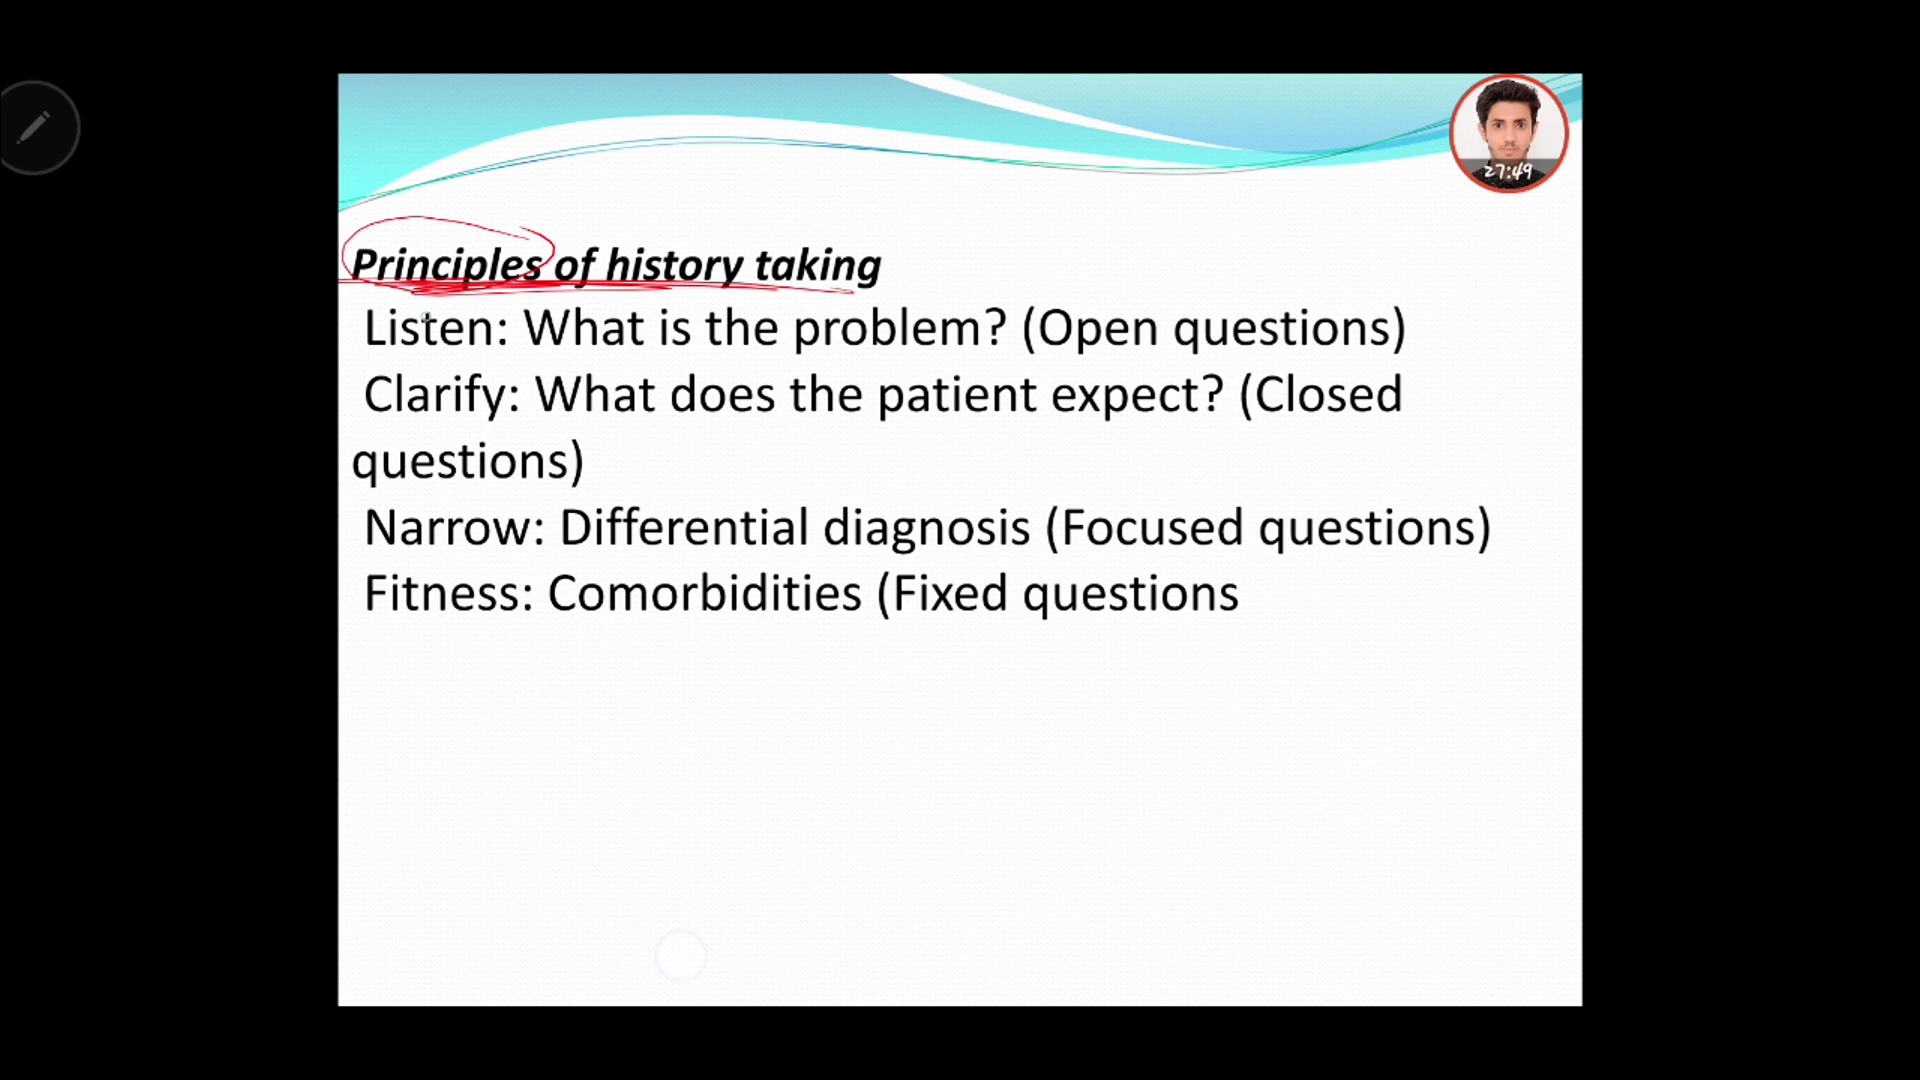 27:49
Principles of history taking
Listen: What is the problem? (Open questions)
Clarify: What does the patient expect? (Closed
questions)
Narrow: Differential diagnosis (Focused questions)
Fitness: Comorbidities (Fixed questions